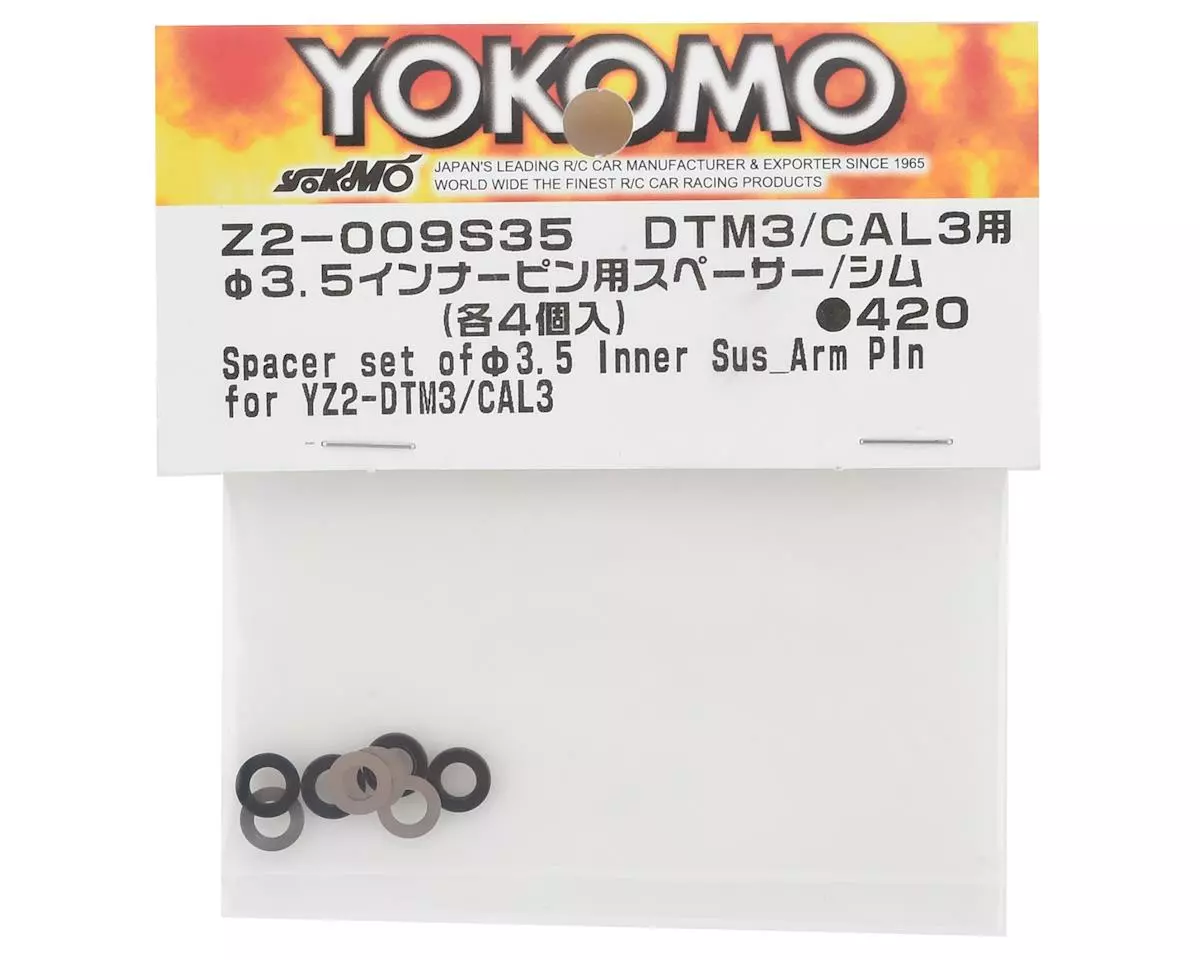 YOKOMO
YOKOMO JAPAN'S LEADING R/C CAR MANUFACTURER & EXPORTER SINCE 1965
WORLD WIDE THE FINEST R/C CAR RACING PRODUCTS
Z2-009S35 DTM3/CAL3用
Φ3.5インナーピン用スペーサー/シム
(各4個入) ●420
Spacer set ofΦ3.5 Inner Sus_Arm PIn
for YZ2-DTM3/CAL3